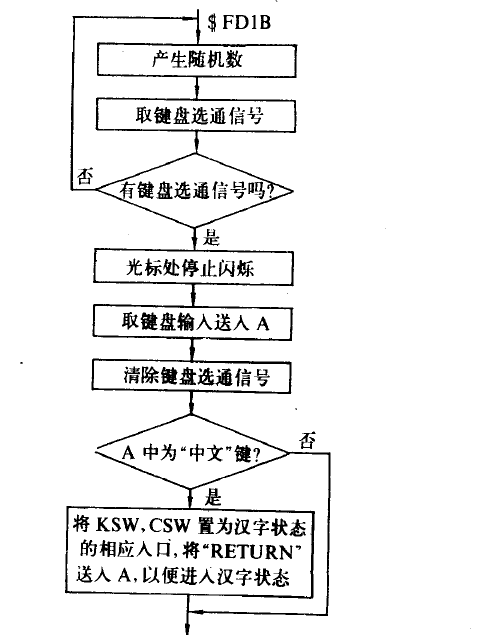 $ FD1B
产生随机数
取键盘选通信号
否
有键盘选通信号吗?
是
光标处停止闪烁
取键盘输入送入 A
清除键盘选通信号
A 中为“中文”键?
否
是
将 KSW, CSW 置为汉字状态
的相应入口, 将“RETURN”
送入 A, 以便进入汉字状态